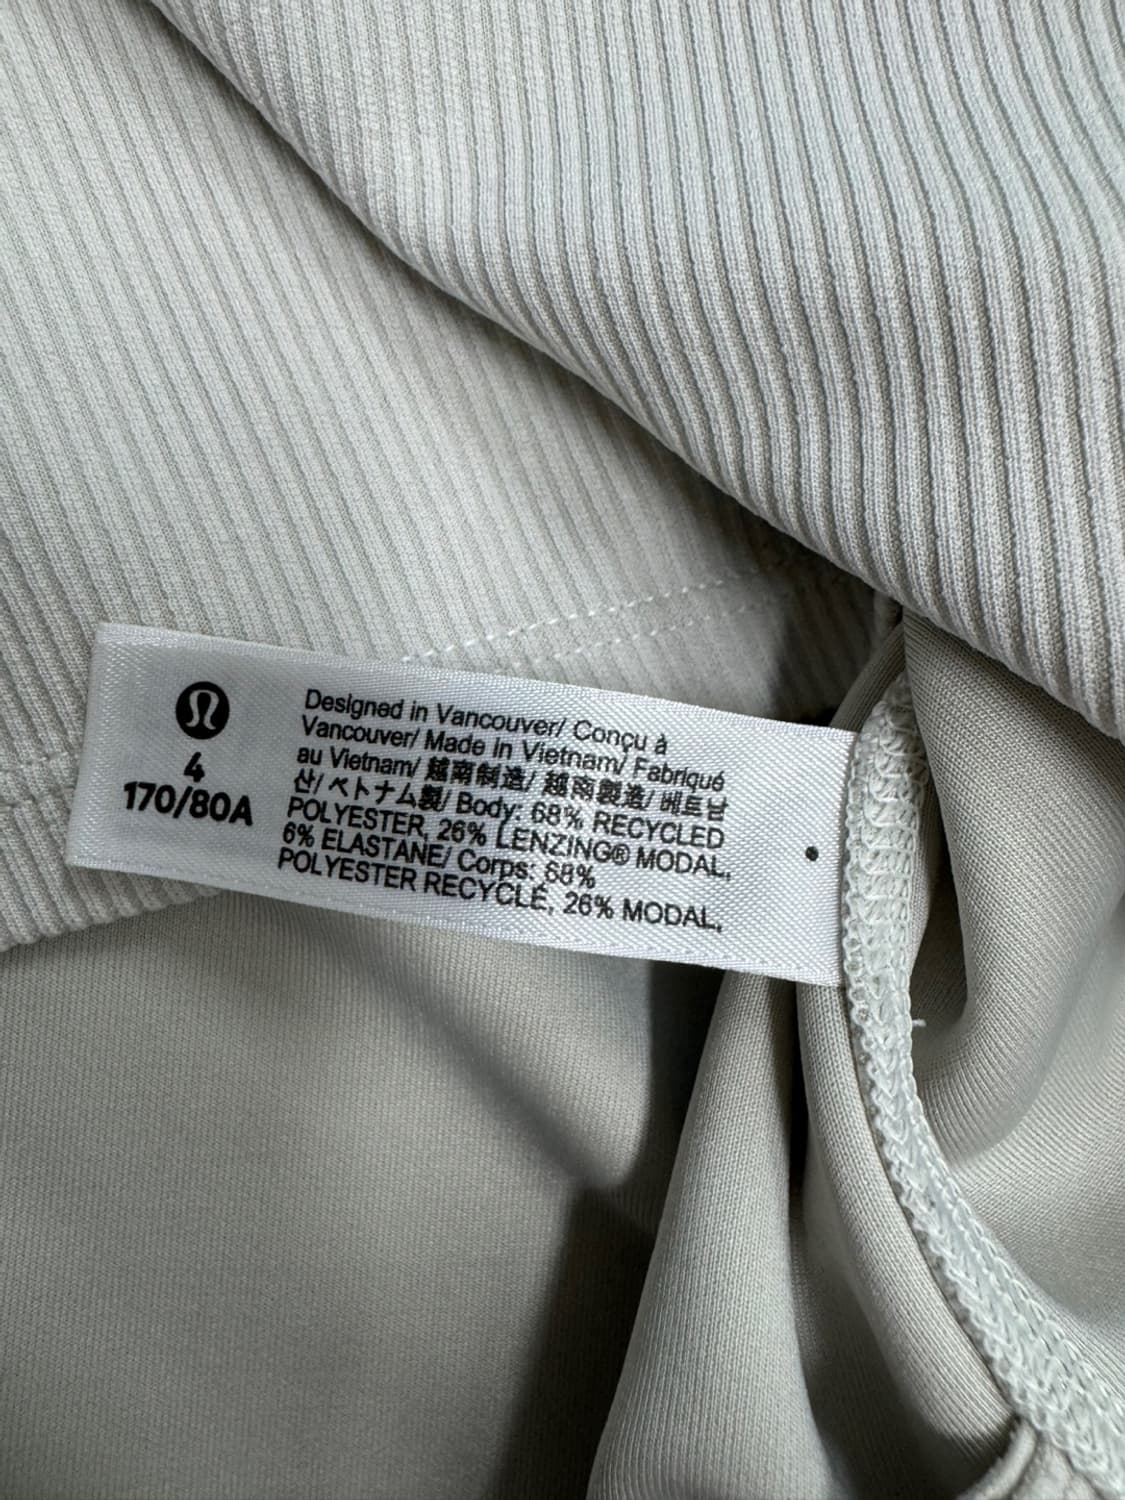 4
170/80A
Designed in Vancouver/ Conçu à
Vancouver/ Made in Vietnam/ Fabriqué
au Vietnam/ 越南制造/ 越南製造/ 베트남
산/ ベトナム製/ Body: 68% RECYCLED
POLYESTER, 26% LENZING® MODAL,
6% ELASTANE/ Corps: 68%
POLYESTER RECYCLÉ, 26% MODAL,